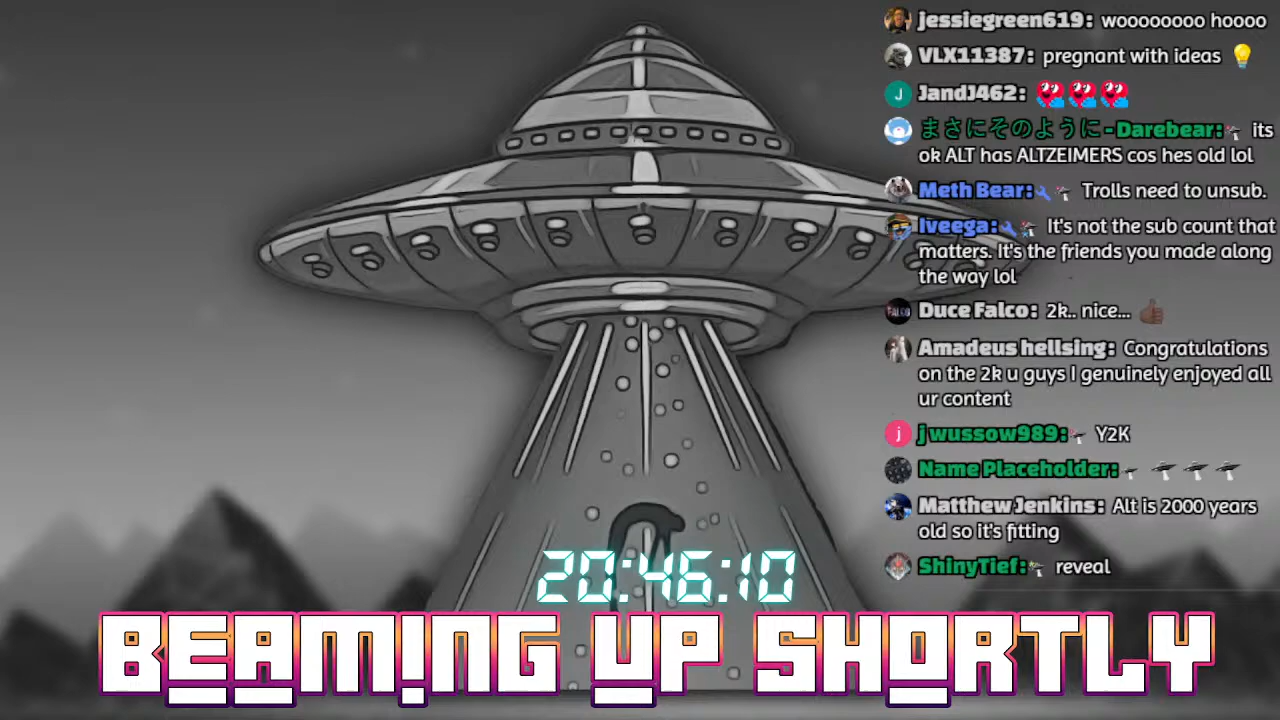 jessiegreen619: woooooooo hoooo
VLX11387: pregnant with ideas 💡
J JandJ462:
まさにそのように - Darebear: its
ok ALT has ALTZEIMERS cos hes old lol
Meth Bear: Trolls need to unsub.
Iveega: It's not the sub count that
matters. It's the friends you made along
the way lol
FALCO Duce Falco: 2k.. nice... 👍🏾
Amadeus hellsing: Congratulations
on the 2k u guys I genuinely enjoyed all
ur content
j j wussow989: Y2K
Name Placeholder:
Matthew Jenkins: Alt is 2000 years
old so it's fitting
ShinyTief: reveal
20:46:10
BEAMING UP SHORTLY